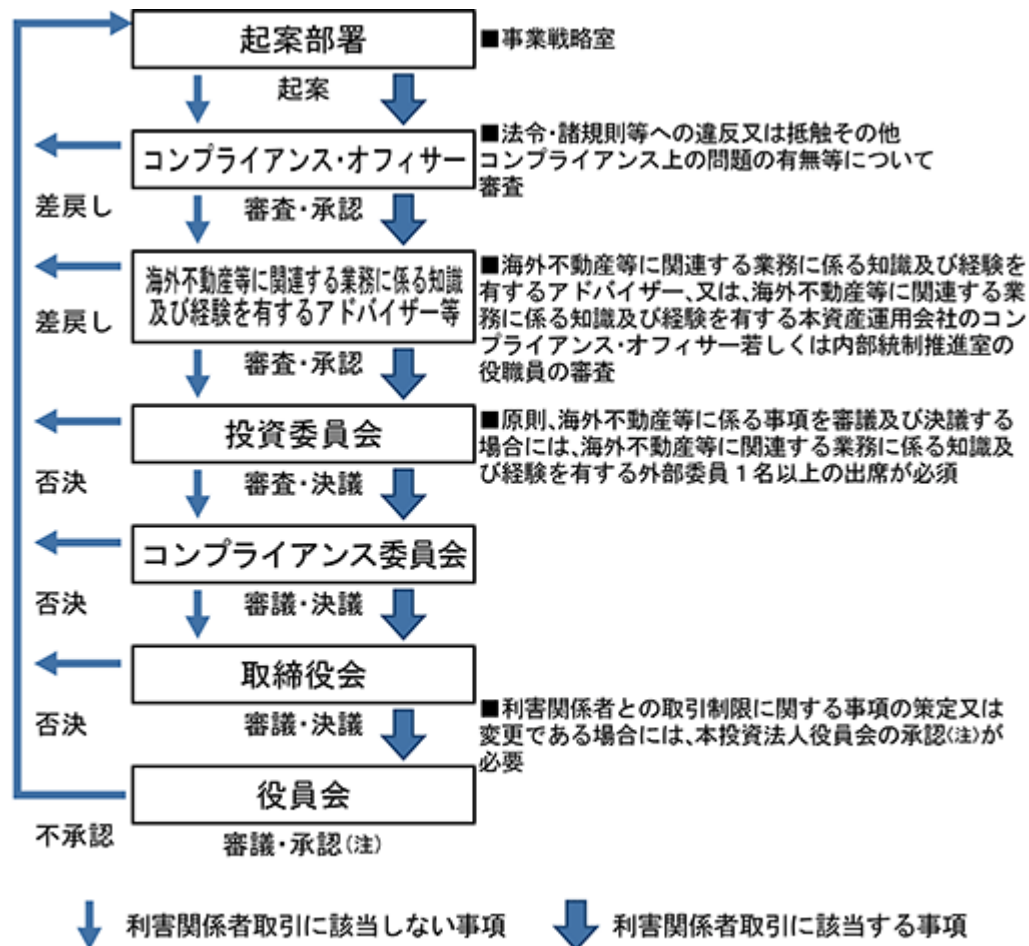 起案部署
■事業戦略室
起案
コンプライアンス・オフィサー
■法令・諸規則等への違反又は抵触その他
コンプライアンス上の問題の有無等について
審査
差戻し
審査・承認
海外不動産等に関連する業務に係る知識
及び経験を有するアドバイザー等
■海外不動産等に関連する業務に係る知識及び経験を
有するアドバイザー、又は、海外不動産等に関連する業
務に係る知識及び経験を有する本資産運用会社のコン
プライアンス・オフィサー若しくは内部統制推進室の
役職員の審査
差戻し
審査・承認
投資委員会
■原則、海外不動産等に係る事項を審議及び決議する
場合には、海外不動産等に関連する業務に係る知識及
び経験を有する外部委員1名以上の出席が必須
否決
審査・決議
コンプライアンス委員会
否決
審議・決議
取締役会
否決
審議・決議
■利害関係者との取引制限に関する事項の策定又は
変更である場合には、本投資法人役員会の承認(注)が
必要
役員会
不承認
審議・承認(注)
利害関係者取引に該当しない事項
利害関係者取引に該当する事項